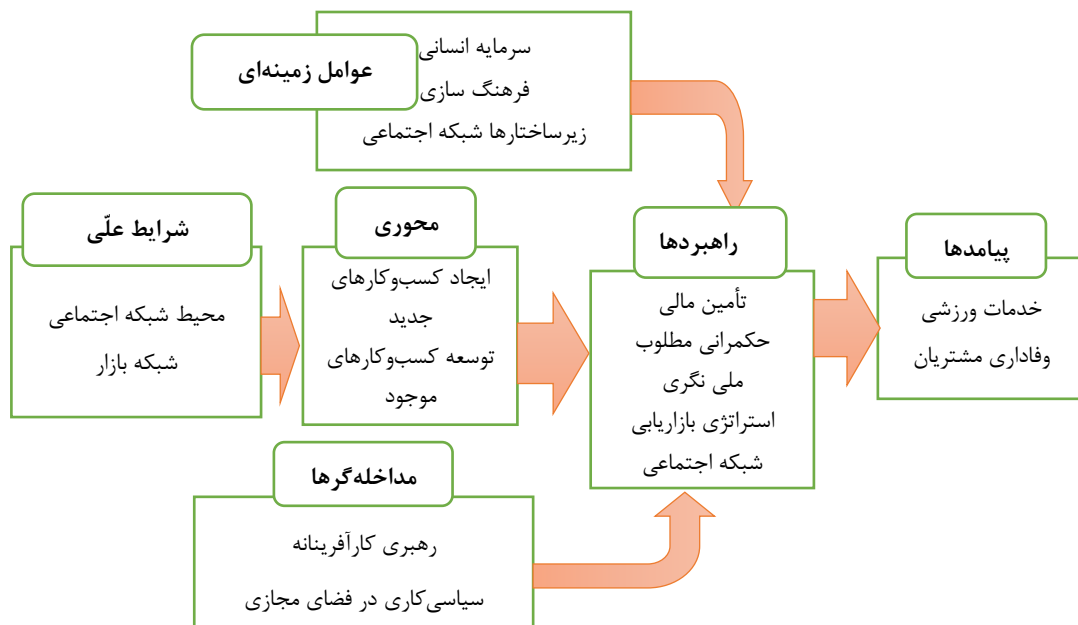 عوامل زمینه‌ای
سرمایه انسانی
فرهنگ سازی
زیرساختارها شبکه اجتماعی
شرایط علّی
محیط شبکه اجتماعی
شبکه بازار
محوری
ایجاد کسب‌وکارهای
جدید
توسعه کسب‌وکارهای
موجود
راهبردها
تأمین مالی
حکمرانی مطلوب
ملی نگری
استراتژی بازاریابی
شبکه اجتماعی
پیامدها
خدمات ورزشی
وفاداری مشتریان
مداخله‌گرها
رهبری کارآفرینانه
سیاسی‌کاری در فضای مجازی